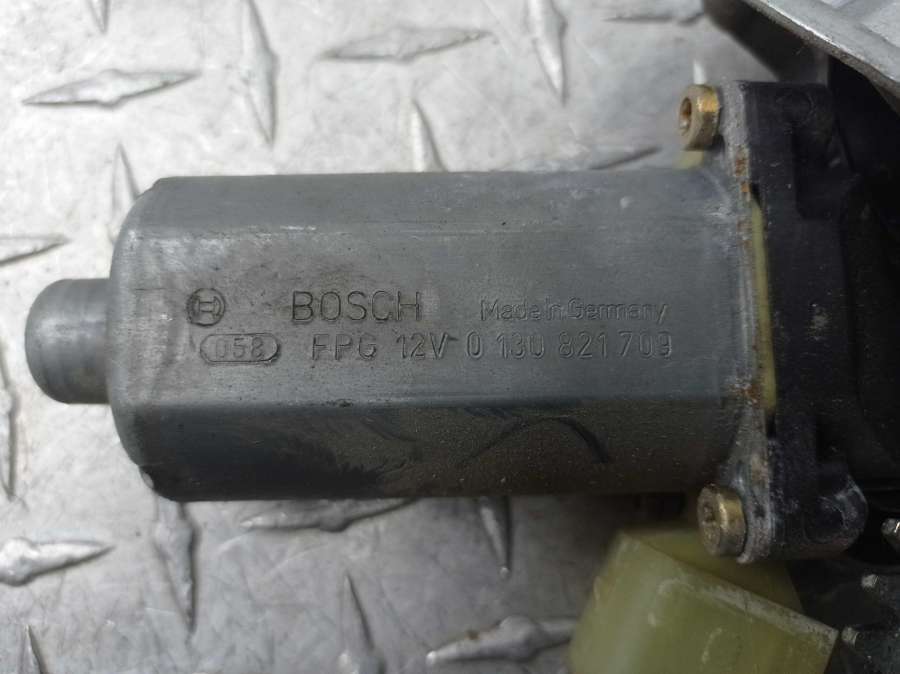 BOSCH Made in Germany
058 FPG 12V 0 130 821 709